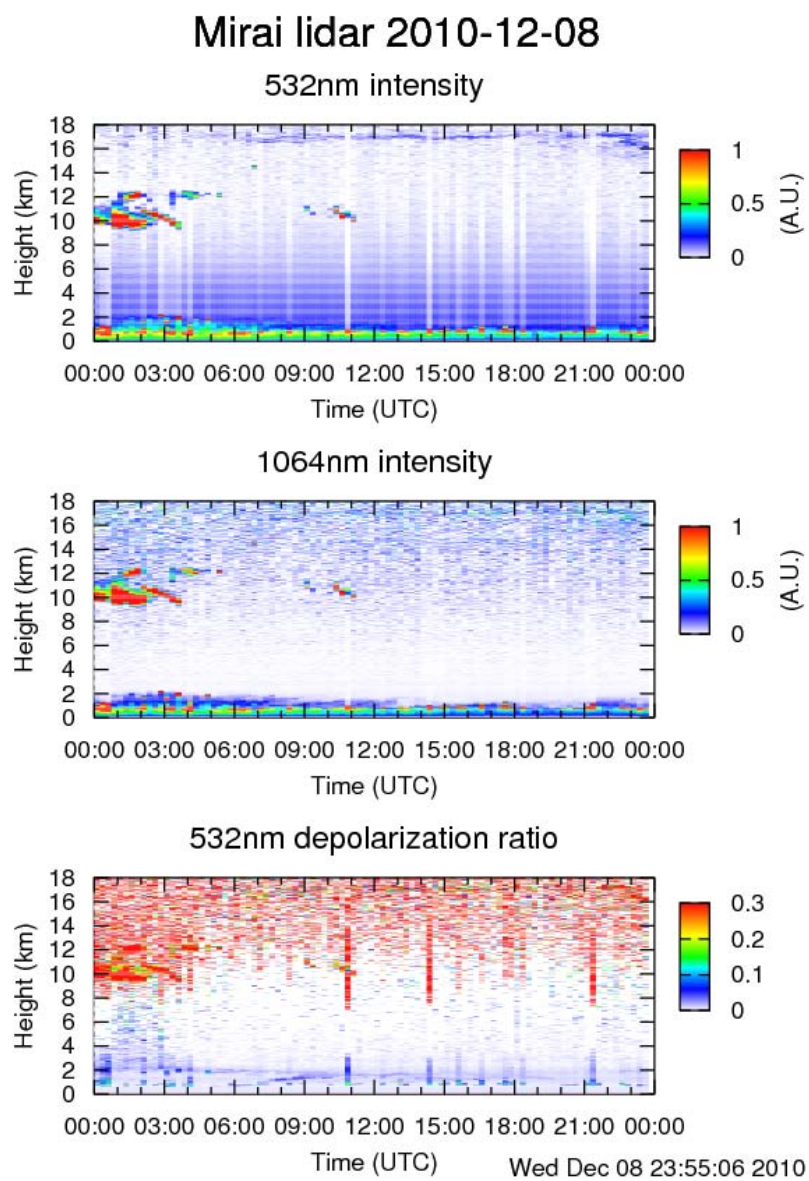 Mirai lidar 2010-12-08
532nm intensity
18
16
14
12
10
8
6
4
2
0
Height (km)
00:00 03:00 06:00 09:00 12:00 15:00 18:00 21:00 00:00
Time (UTC)
1
0.5
0
(A.U.)
1064nm intensity
18
16
14
12
10
8
6
4
2
0
Height (km)
00:00 03:00 06:00 09:00 12:00 15:00 18:00 21:00 00:00
Time (UTC)
1
0.5
0
(A.U.)
532nm depolarization ratio
18
16
14
12
10
8
6
4
2
0
Height (km)
00:00 03:00 06:00 09:00 12:00 15:00 18:00 21:00 00:00
Time (UTC)
0.3
0.2
0.1
0
Wed Dec 08 23:55:06 2010